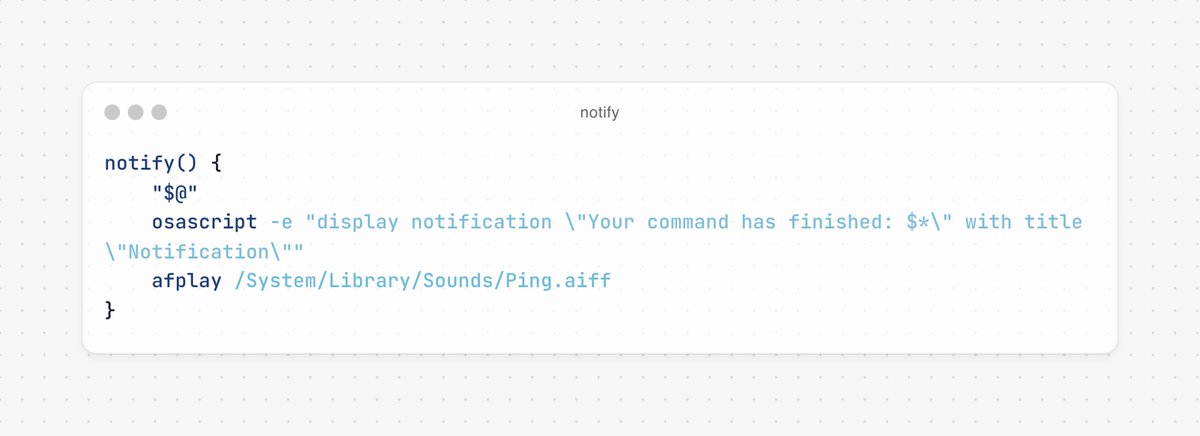 notify
notify() {
    "$@"
    osascript -e "display notification \"Your command has finished: $*\" with title
\"Notification\""
    afplay /System/Library/Sounds/Ping.aiff
}